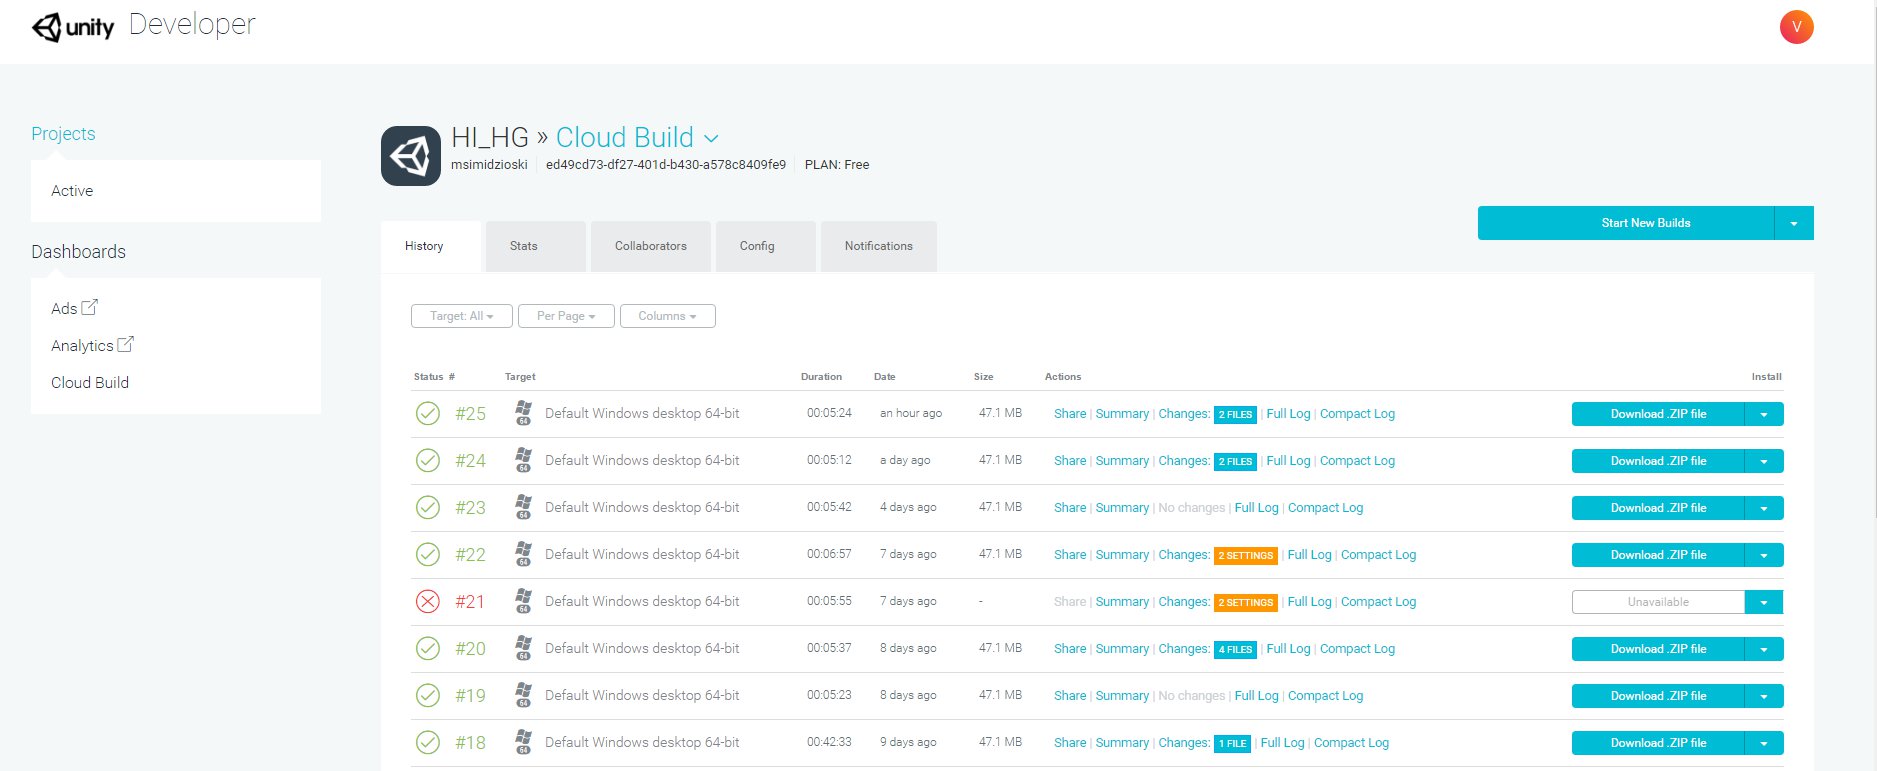 unity Developer
V
Projects
Active
Dashboards
Ads
Analytics
Cloud Build
HI_HG » Cloud Build
msimidzioski ed49cd73-df27-401d-b430-a578c8409fe9 PLAN: Free
Start New Builds
History Stats Collaborators Config Notifications
Target: All Per Page Columns
Status # Target Duration Date Size Actions Install
#25 64 Default Windows desktop 64-bit 00:05:24 an hour ago 47.1 MB Share | Summary | Changes: 2 FILES | Full Log | Compact Log Download .ZIP file
#24 64 Default Windows desktop 64-bit 00:05:12 a day ago 47.1 MB Share | Summary | Changes: 2 FILES | Full Log | Compact Log Download .ZIP file
#23 64 Default Windows desktop 64-bit 00:05:42 4 days ago 47.1 MB Share | Summary | No changes | Full Log | Compact Log Download .ZIP file
#22 64 Default Windows desktop 64-bit 00:06:57 7 days ago 47.1 MB Share | Summary | Changes: 2 SETTINGS | Full Log | Compact Log Download .ZIP file
#21 64 Default Windows desktop 64-bit 00:05:55 7 days ago - Share | Summary | Changes: 2 SETTINGS | Full Log | Compact Log Unavailable
#20 64 Default Windows desktop 64-bit 00:05:37 8 days ago 47.1 MB Share | Summary | Changes: 4 FILES | Full Log | Compact Log Download .ZIP file
#19 64 Default Windows desktop 64-bit 00:05:23 8 days ago 47.1 MB Share | Summary | No changes | Full Log | Compact Log Download .ZIP file
#18 64 Default Windows desktop 64-bit 00:42:33 9 days ago 47.1 MB Share | Summary | Changes: 1 FILE | Full Log | Compact Log Download .ZIP file